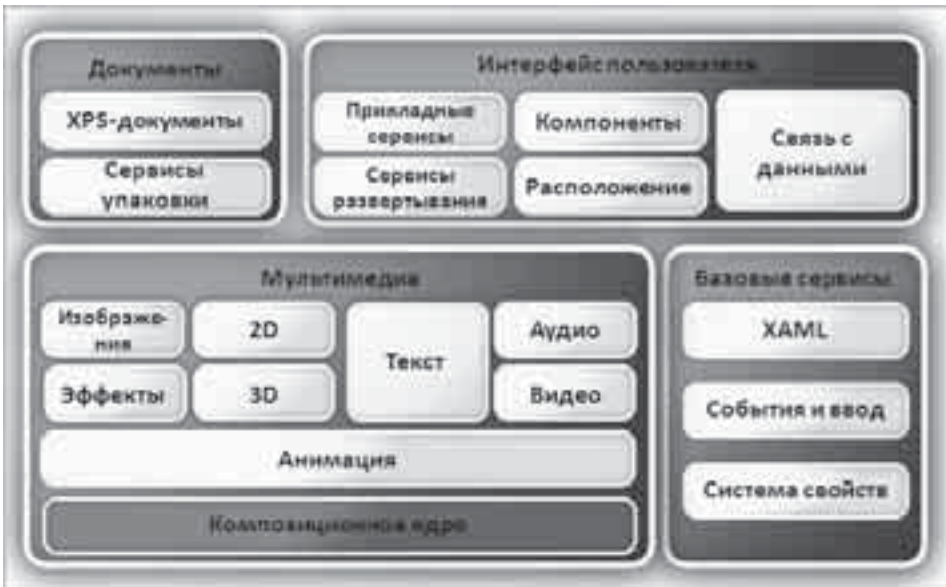 Документы
XPS-документы
Сервисы
упаковки
Интерфейс пользователя
Прикладные
сервисы
Компоненты
Связь с
данными
Сервисы
развертывания
Расположение
Мультимедиа
Изображе-
ния
2D
Текст
Аудио
Эффекты
3D
Видео
Анимация
Композиционное ядро
Базовые сервисы
XAML
События и ввод
Система свойств